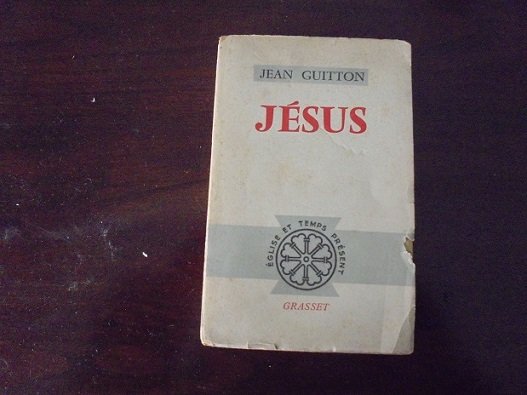 JEAN GUITTON
JÉSUS
ÉGLISE ET TEMPS PRÉSENT
GRASSET